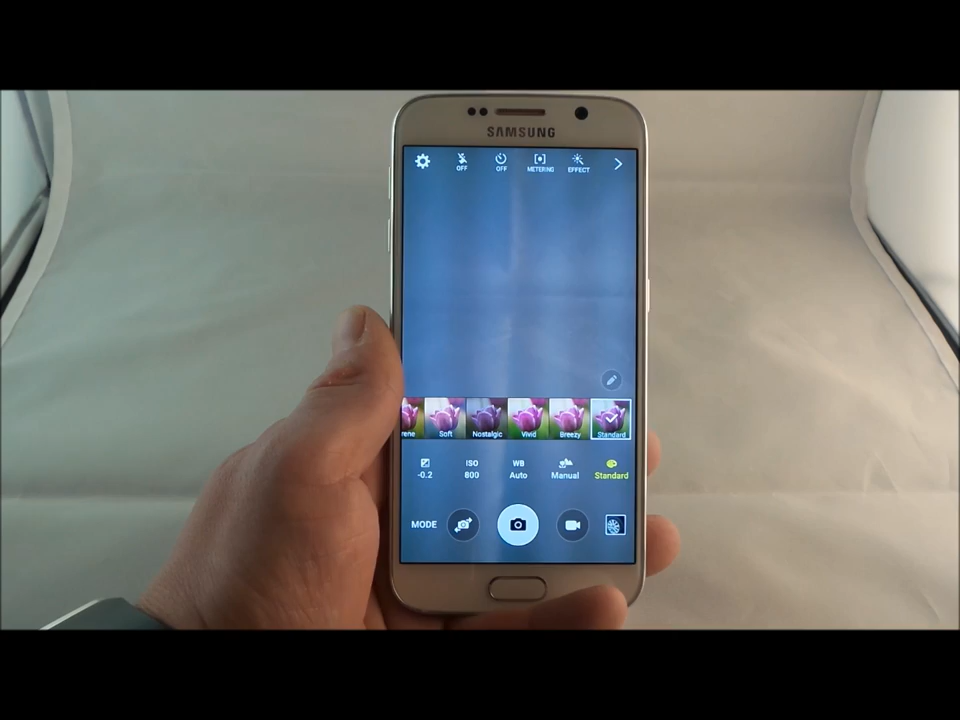 SAMSUNG
OFF OFF METERING EFFECT
rene Soft Nostalgic Vivid Breezy Standard
ISO WB
-0.2 800 Auto Manual Standard
MODE